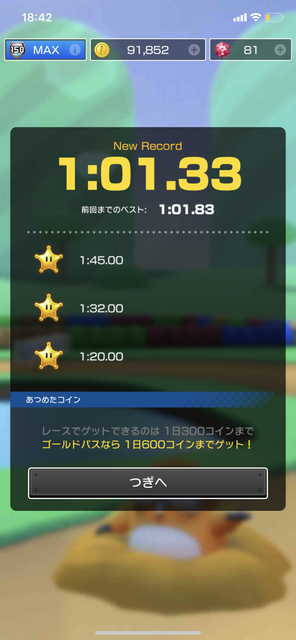 18:42
150 MAX i 91,852 + 81 +
New Record
1:01.33
前回までのベスト: 1:01.83
1:45.00
1:32.00
1:20.00
あつめたコイン
レースでゲットできるのは 1日300コインまで
ゴールドパスなら 1日600コインまでゲット！
つぎへ